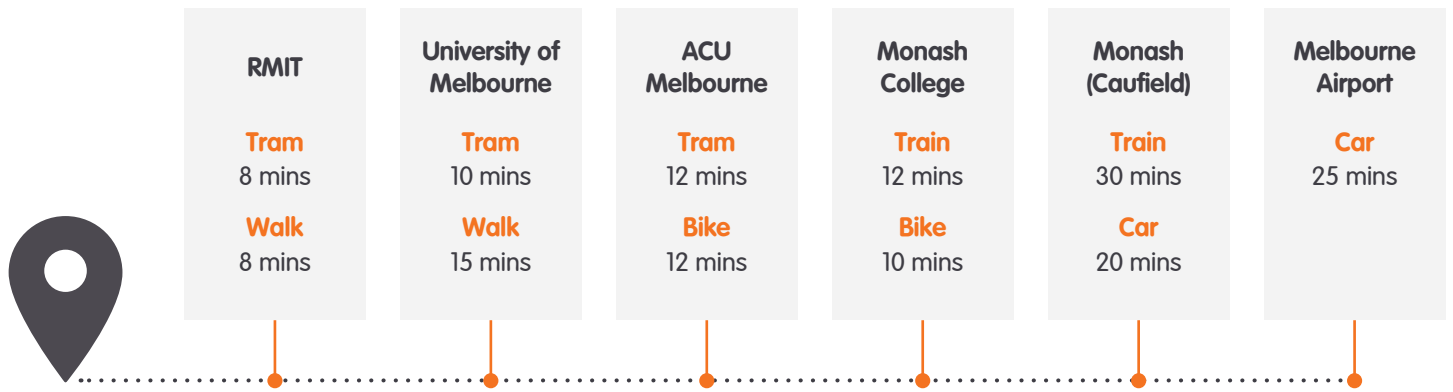 RMIT
Tram
8 mins
Walk
8 mins
University of
Melbourne
Tram
10 mins
Walk
15 mins
ACU
Melbourne
Tram
12 mins
Bike
12 mins
Monash
College
Train
12 mins
Bike
10 mins
Monash
(Caufield)
Train
30 mins
Car
20 mins
Melbourne
Airport
Car
25 mins